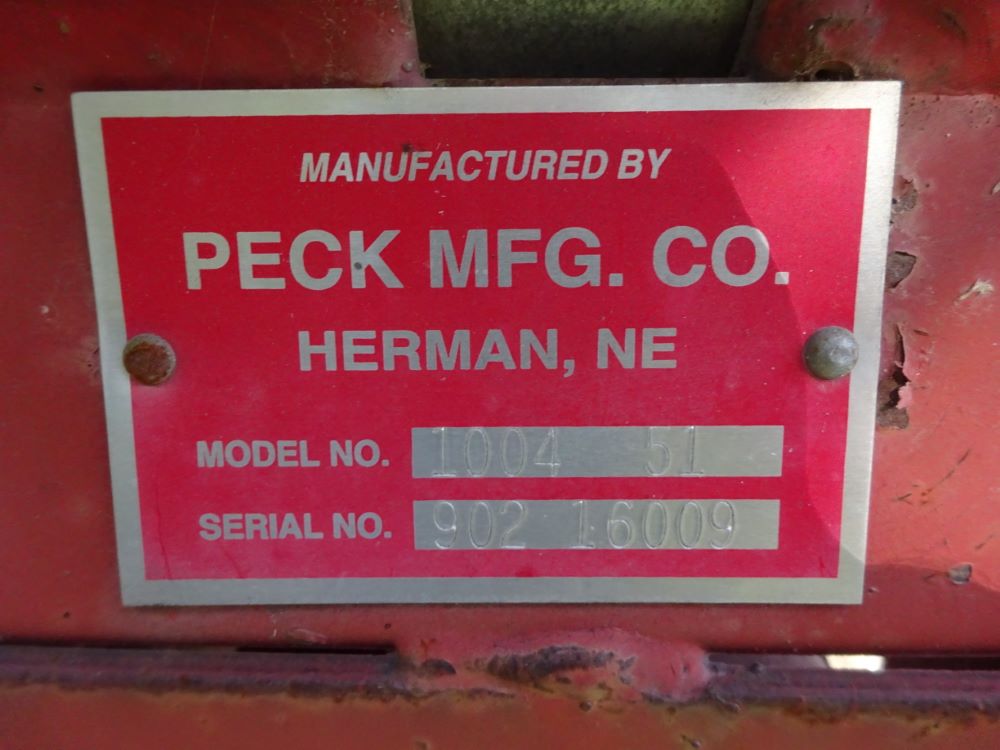 MANUFACTURED BY
PECK MFG. CO.
HERMAN, NE
MODEL NO. 1004 51
SERIAL NO. 902 16009